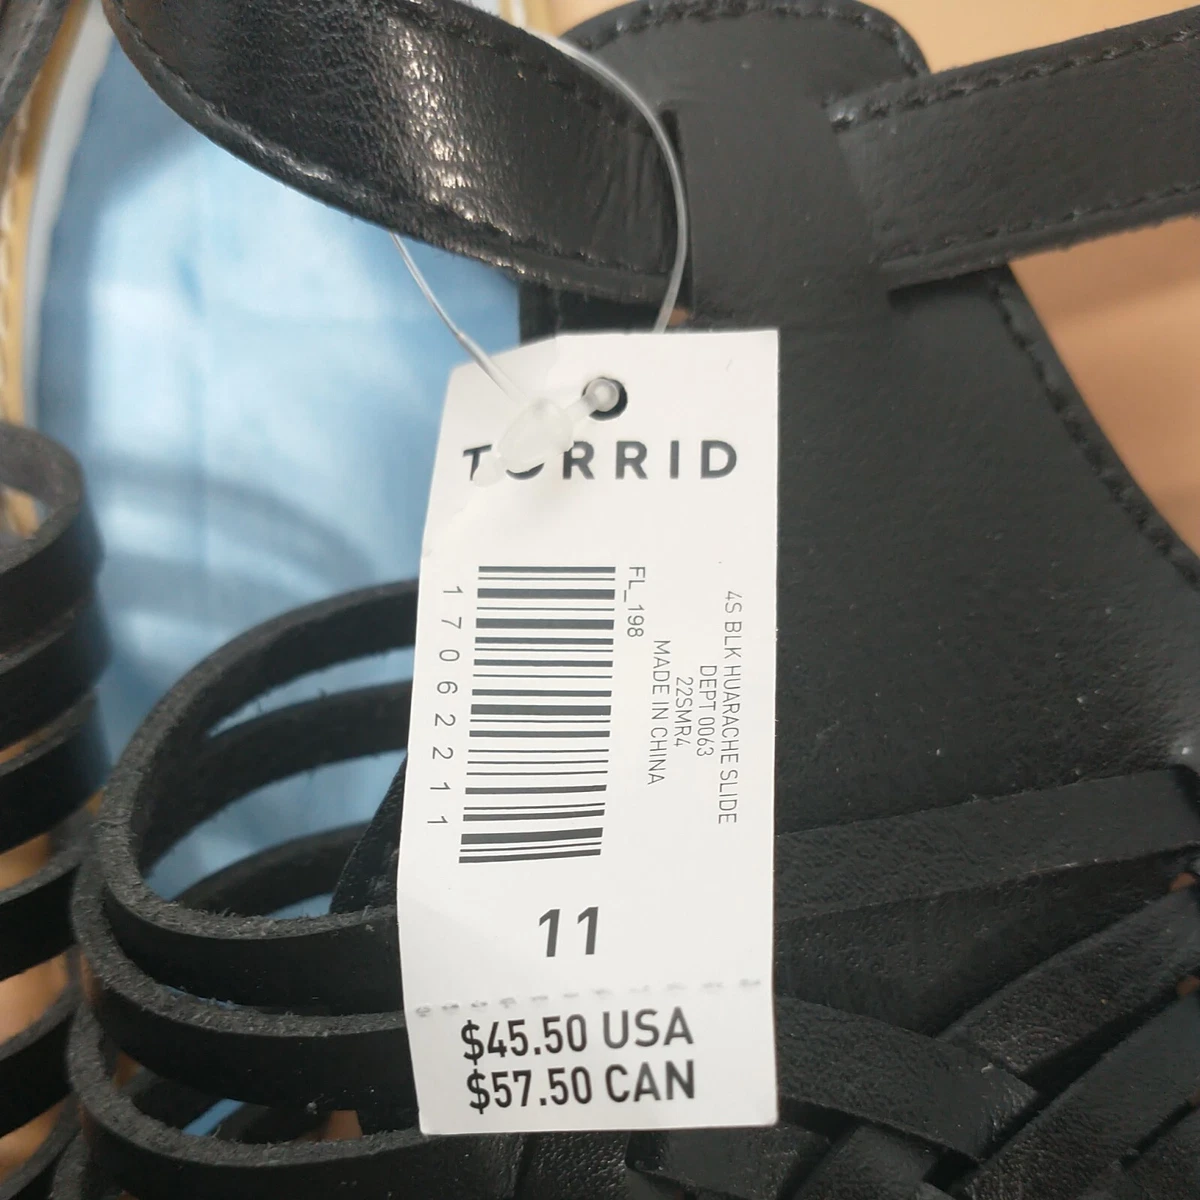 TORRID
4S BLK HUARACHE SLIDE
DEPT 0063
22SMR4
MADE IN CHINA
FL_198
17062211
11
$45.50 USA
$57.50 CAN